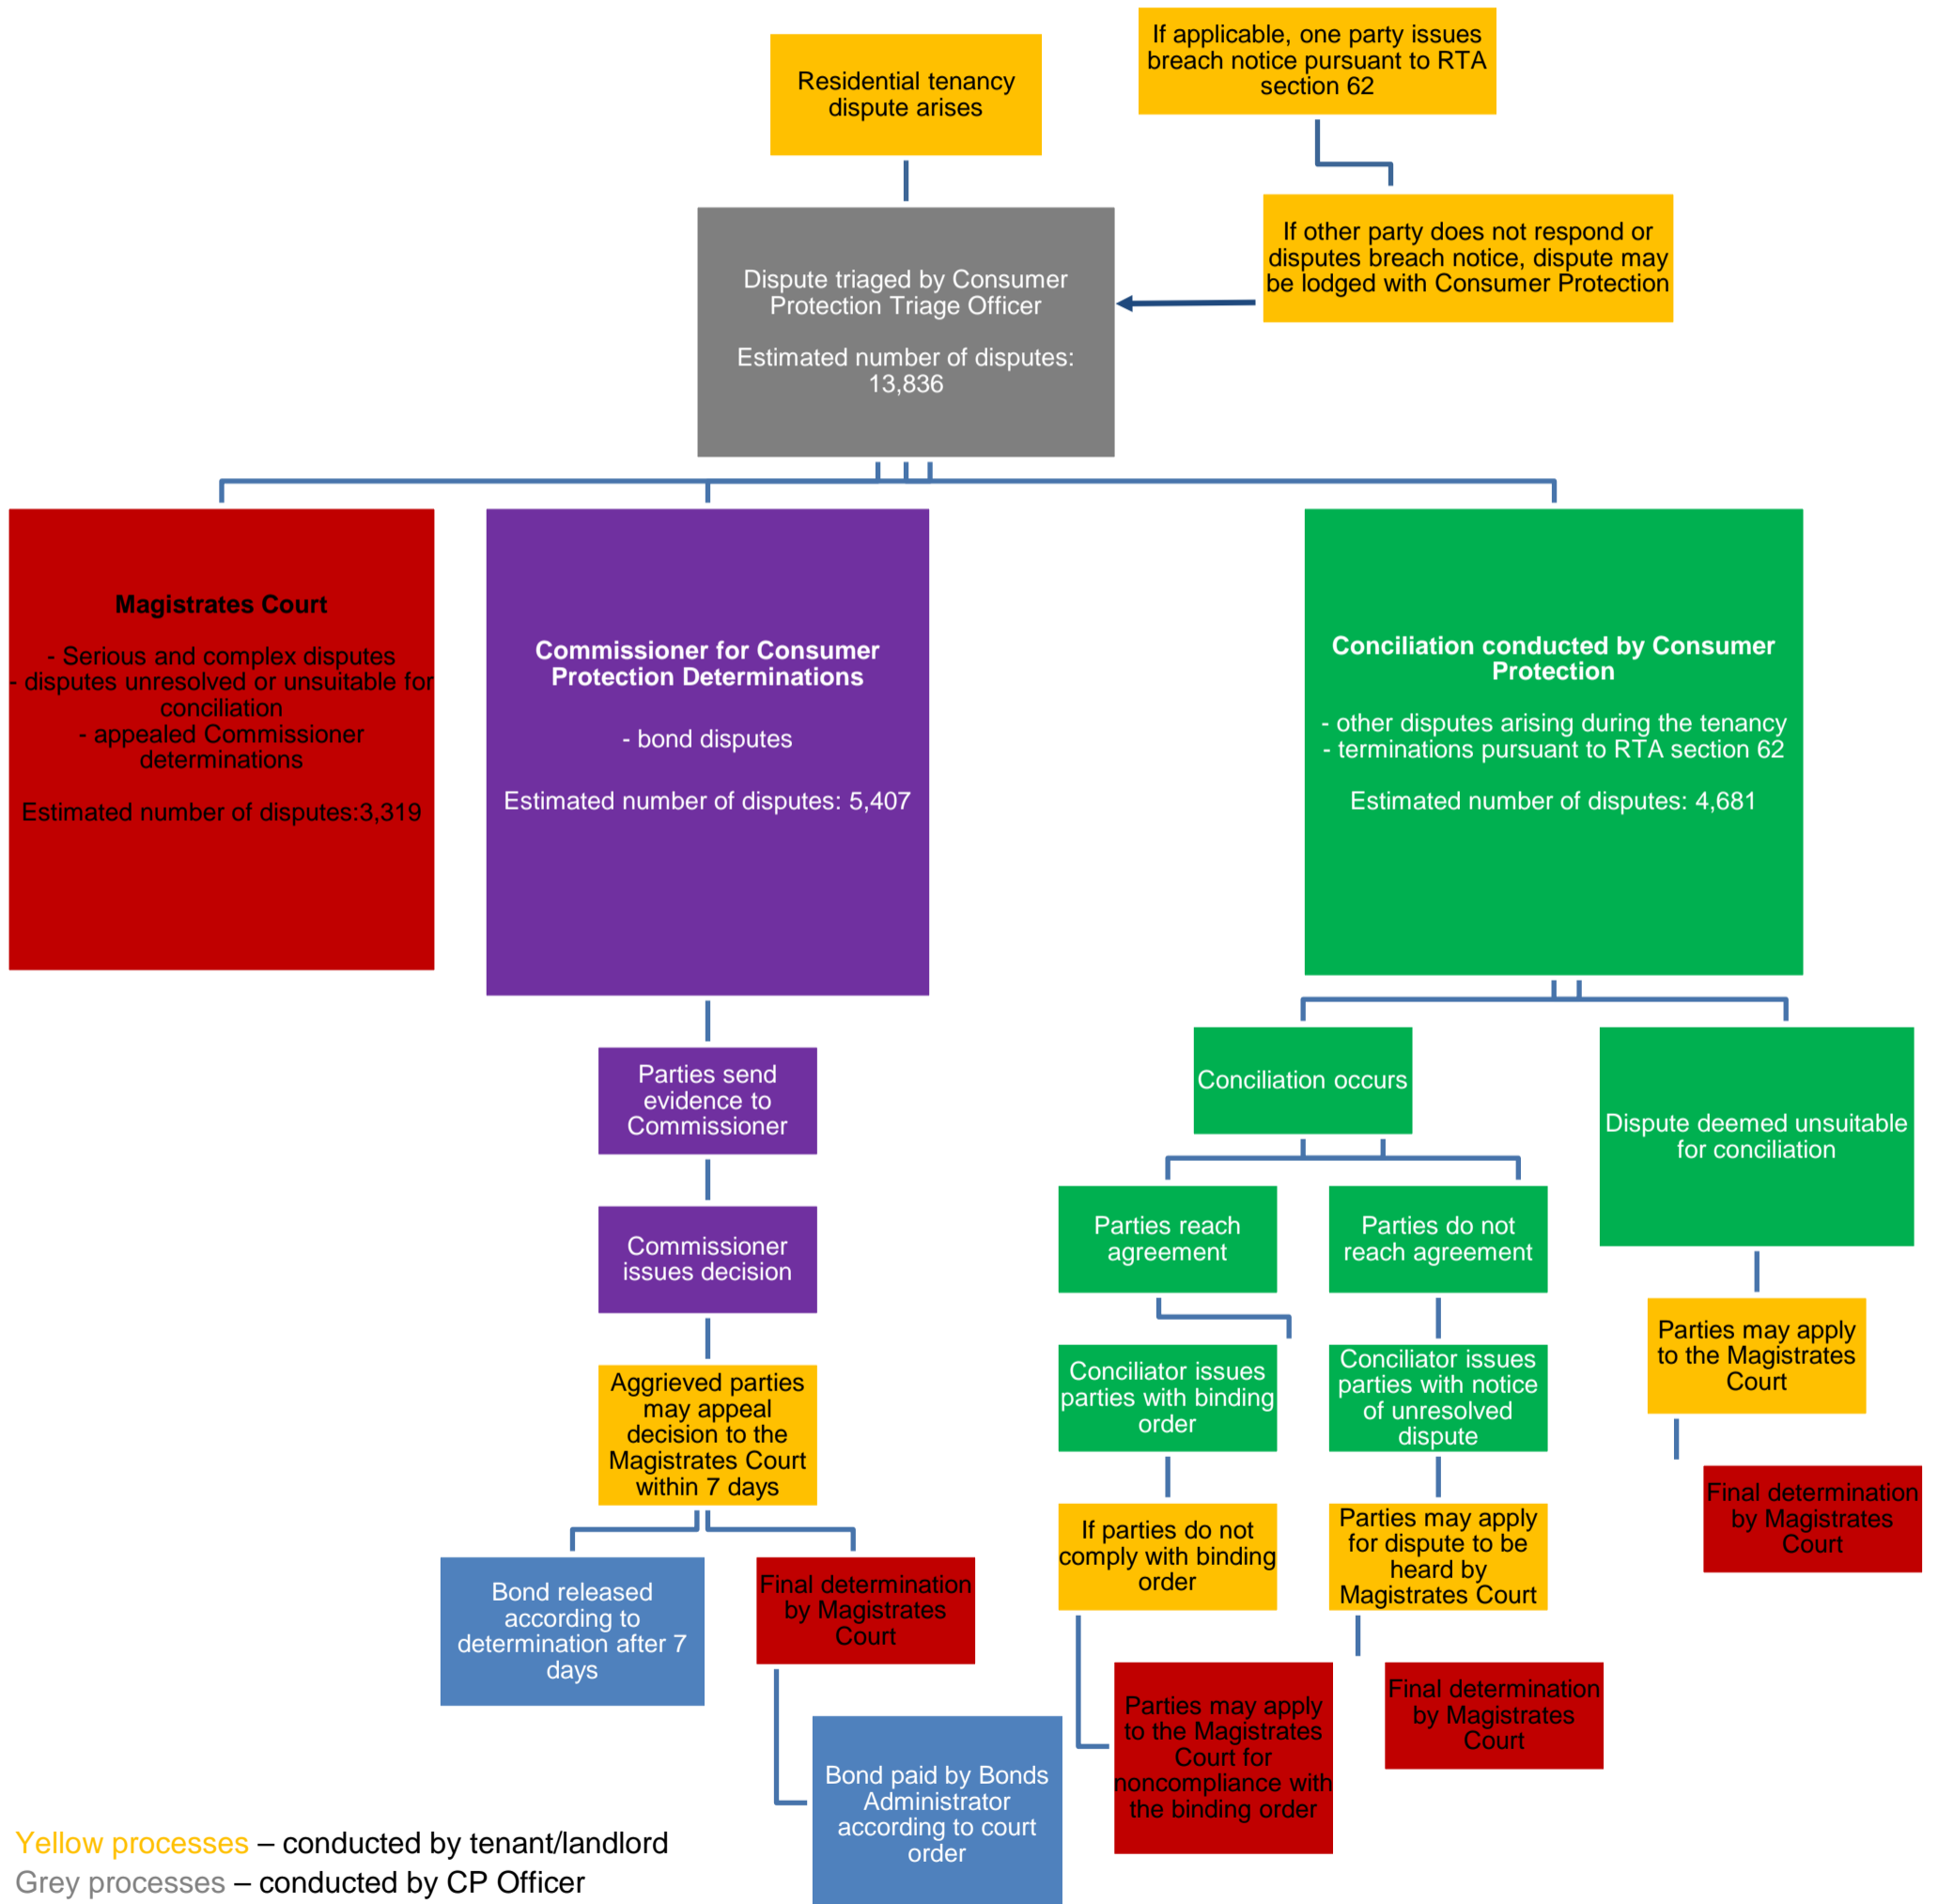 If applicable, one party issues
breach notice pursuant to RTA
section 62
Residential tenancy
dispute arises
If other party does not respond or
disputes breach notice, dispute may
be lodged with Consumer Protection
Dispute triaged by Consumer
Protection Triage Officer
Estimated number of disputes:
13,836
Magistrates Court
- Serious and complex disputes
- disputes unresolved or unsuitable for
conciliation
- appealed Commissioner
determinations
Estimated number of disputes:3,319
Commissioner for Consumer
Protection Determinations
- bond disputes
Estimated number of disputes: 5,407
Conciliation conducted by Consumer
Protection
- other disputes arising during the tenancy
- terminations pursuant to RTA section 62
Estimated number of disputes: 4,681
Parties send
evidence to
Commissioner
Commissioner
issues decision
Aggrieved parties
may appeal
decision to the
Magistrates Court
within 7 days
Bond released
according to
determination after 7
days
Final determination
by Magistrates
Court
Bond paid by Bonds
Administrator
according to court
order
Conciliation occurs
Dispute deemed unsuitable
for conciliation
Parties reach
agreement
Parties do not
reach agreement
Conciliator issues
parties with binding
order
Conciliator issues
parties with notice
of unresolved
dispute
If parties do not
comply with binding
order
Parties may apply
for dispute to be
heard by
Magistrates Court
Parties may apply
to the Magistrates
Court for
noncompliance with
the binding order
Final determination
by Magistrates
Court
Parties may apply
to the Magistrates
Court
Final determination
by Magistrates
Court
Yellow processes – conducted by tenant/landlord
Grey processes – conducted by CP Officer